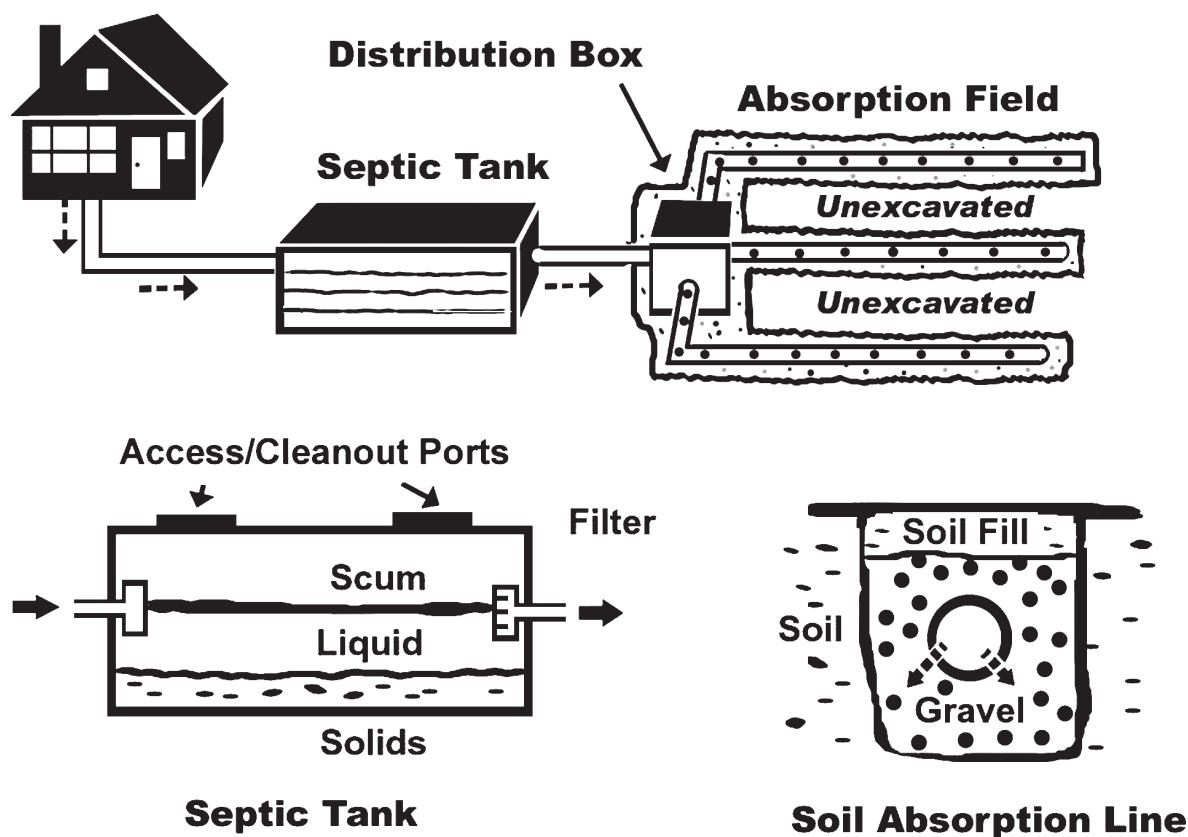 Distribution Box
Absorption Field
Septic Tank
Unexcavated
Unexcavated
Access/Cleanout Ports
Filter
Scum
Liquid
Solids
Septic Tank
Soil Fill
Soil
Gravel
Soil Absorption Line